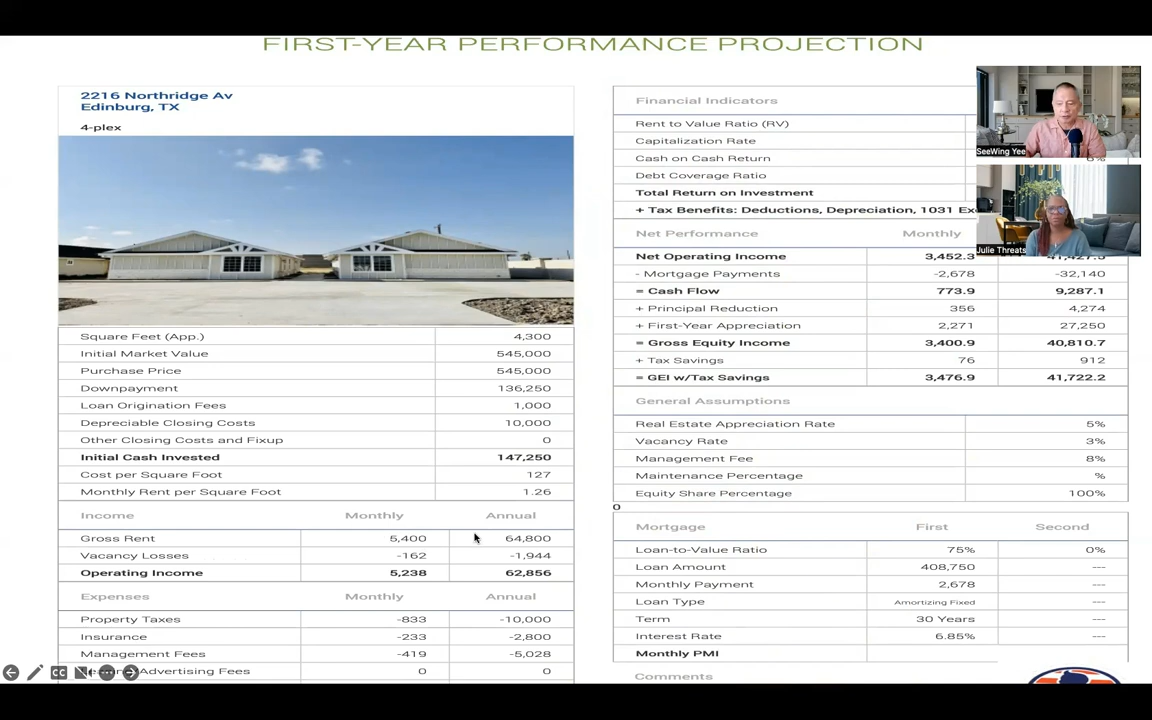 FIRST-YEAR PERFORMANCE PROJECTION
2216 Northridge Av
Edinburg, TX
4-plex
Square Feet (App.) 4,300
Initial Market Value 545,000
Purchase Price 545,000
Downpayment 136,250
Loan Origination Fees 1,000
Depreciable Closing Costs 10,000
Other Closing Costs and Fixup 0
Initial Cash Invested 147,250
Cost per Square Foot 127
Monthly Rent per Square Foot 1.26
Income Monthly Annual
Gross Rent 5,400 64,800
Vacancy Losses -162 -1,944
Operating Income 5,238 62,856
Expenses Monthly Annual
Property Taxes -833 -10,000
Insurance -233 -2,800
Management Fees -419 -5,028
Advertising Fees 0 0
Financial Indicators
Rent to Value Ratio (RV)
Capitalization Rate
Cash on Cash Return 6%
Debt Coverage Ratio
Total Return on Investment
+ Tax Benefits: Deductions, Depreciation, 1031 Ex
SeeWing Yee
Julie Threats
Net Performance Monthly
Net Operating Income 3,452.3 41,427.3
- Mortgage Payments -2,678 -32,140
= Cash Flow 773.9 9,287.1
+ Principal Reduction 356 4,274
+ First-Year Appreciation 2,271 27,250
= Gross Equity Income 3,400.9 40,810.7
+ Tax Savings 76 912
= GEI w/Tax Savings 3,476.9 41,722.2
General Assumptions
Real Estate Appreciation Rate 5%
Vacancy Rate 3%
Management Fee 8%
Maintenance Percentage %
Equity Share Percentage 100%
0
Mortgage First Second
Loan-to-Value Ratio 75% 0%
Loan Amount 408,750 ---
Monthly Payment 2,678 ---
Loan Type Amortizing Fixed ---
Term 30 Years ---
Interest Rate 6.85% ---
Monthly PMI
Comments